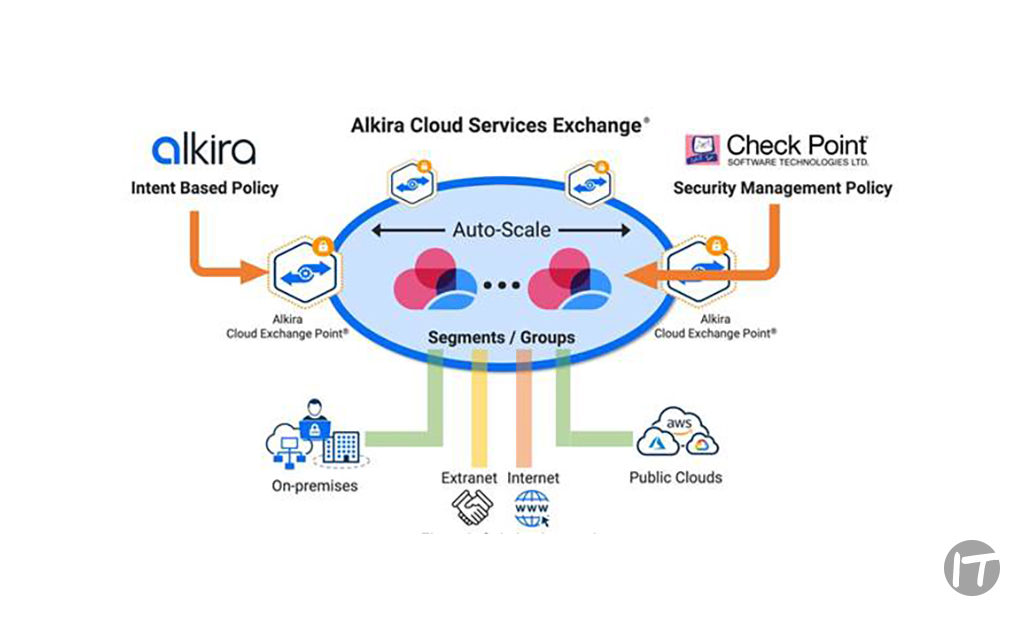 Alkira Cloud Services Exchange®
alkira
Intent Based Policy
Check Point®
SOFTWARE TECHNOLOGIES LTD.
Security Management Policy
Auto-Scale
Alkira
Cloud Exchange Point®
Alkira
Cloud Exchange Point®
Segments / Groups
On-premises
Extranet
Internet
WWW
aws
Public Clouds
IT